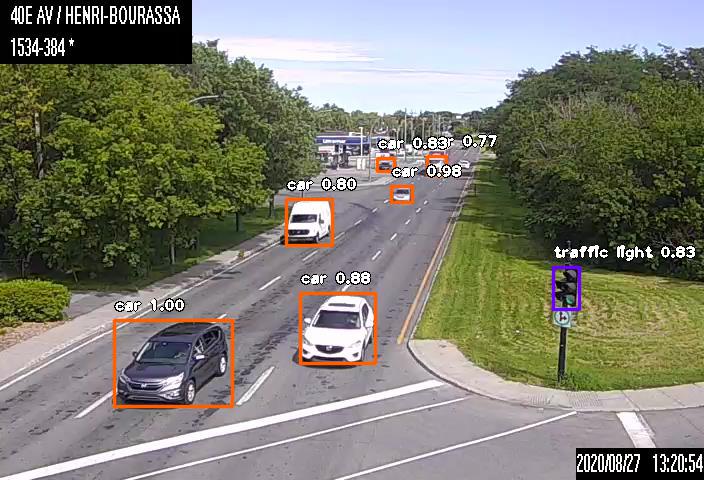 40E AV / HENRI-BOURASSA
1534-384 *
car 0.83
0.77
car 0.98
car 0.80
traffic light 0.83
car 0.88
car 1.00
2020/08/27 13:20:54